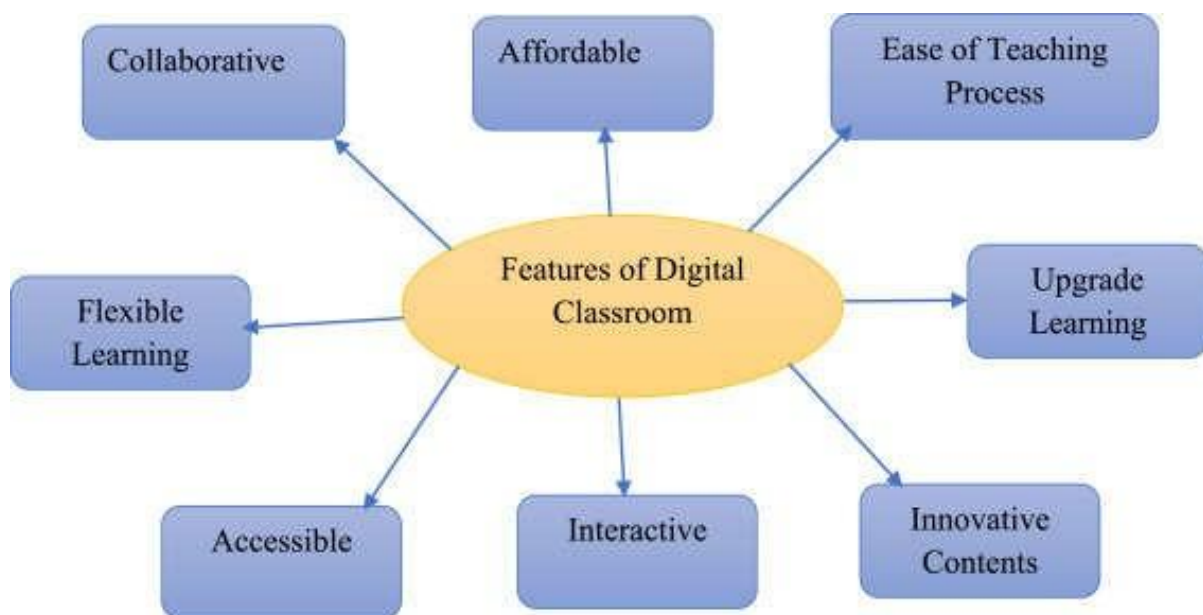 Collaborative
Affordable
Ease of Teaching
Process
Features of Digital
Classroom
Flexible
Learning
Upgrade
Learning
Accessible
Interactive
Innovative
Contents